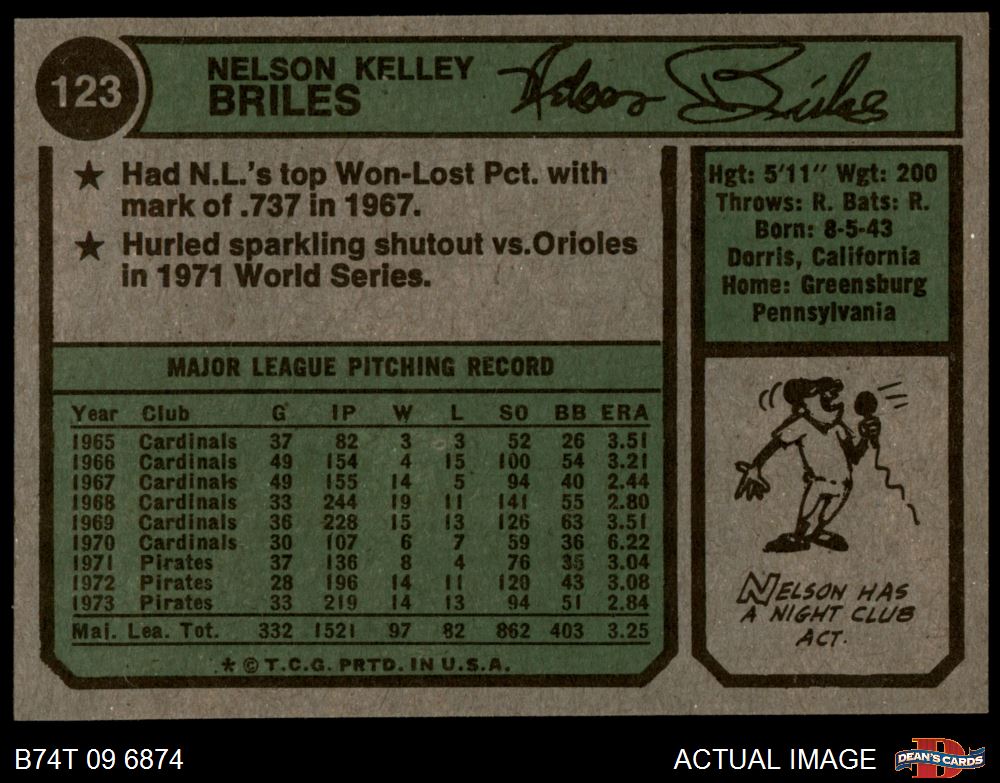 123
NELSON KELLEY
BRILES
Nelson Briles
★ Had N.L.'s top Won-Lost Pct. with
mark of .737 in 1967.
★ Hurled sparkling shutout vs.Orioles
in 1971 World Series.
Hgt: 5'11" Wgt: 200
Throws: R. Bats: R.
Born: 8-5-43
Dorris, California
Home: Greensburg
Pennsylvania
MAJOR LEAGUE PITCHING RECORD
Year Club G IP W L SO BB ERA
1965 Cardinals 37 82 3 3 52 26 3.51
1966 Cardinals 49 154 4 15 100 54 3.21
1967 Cardinals 49 155 14 5 94 40 2.44
1968 Cardinals 33 244 19 11 141 55 2.80
1969 Cardinals 36 228 15 13 126 63 3.51
1970 Cardinals 30 107 6 7 59 36 6.22
1971 Pirates 37 136 8 4 76 35 3.04
1972 Pirates 28 196 14 11 120 43 3.08
1973 Pirates 33 219 14 13 94 51 2.84
Maj. Lea. Tot. 332 1521 97 82 862 403 3.25
* © T.C.G. PRTD. IN U.S.A.
NELSON HAS
A NIGHT CLUB
ACT.
B74T 09 6874
ACTUAL IMAGE
D
DEAN'S CARDS